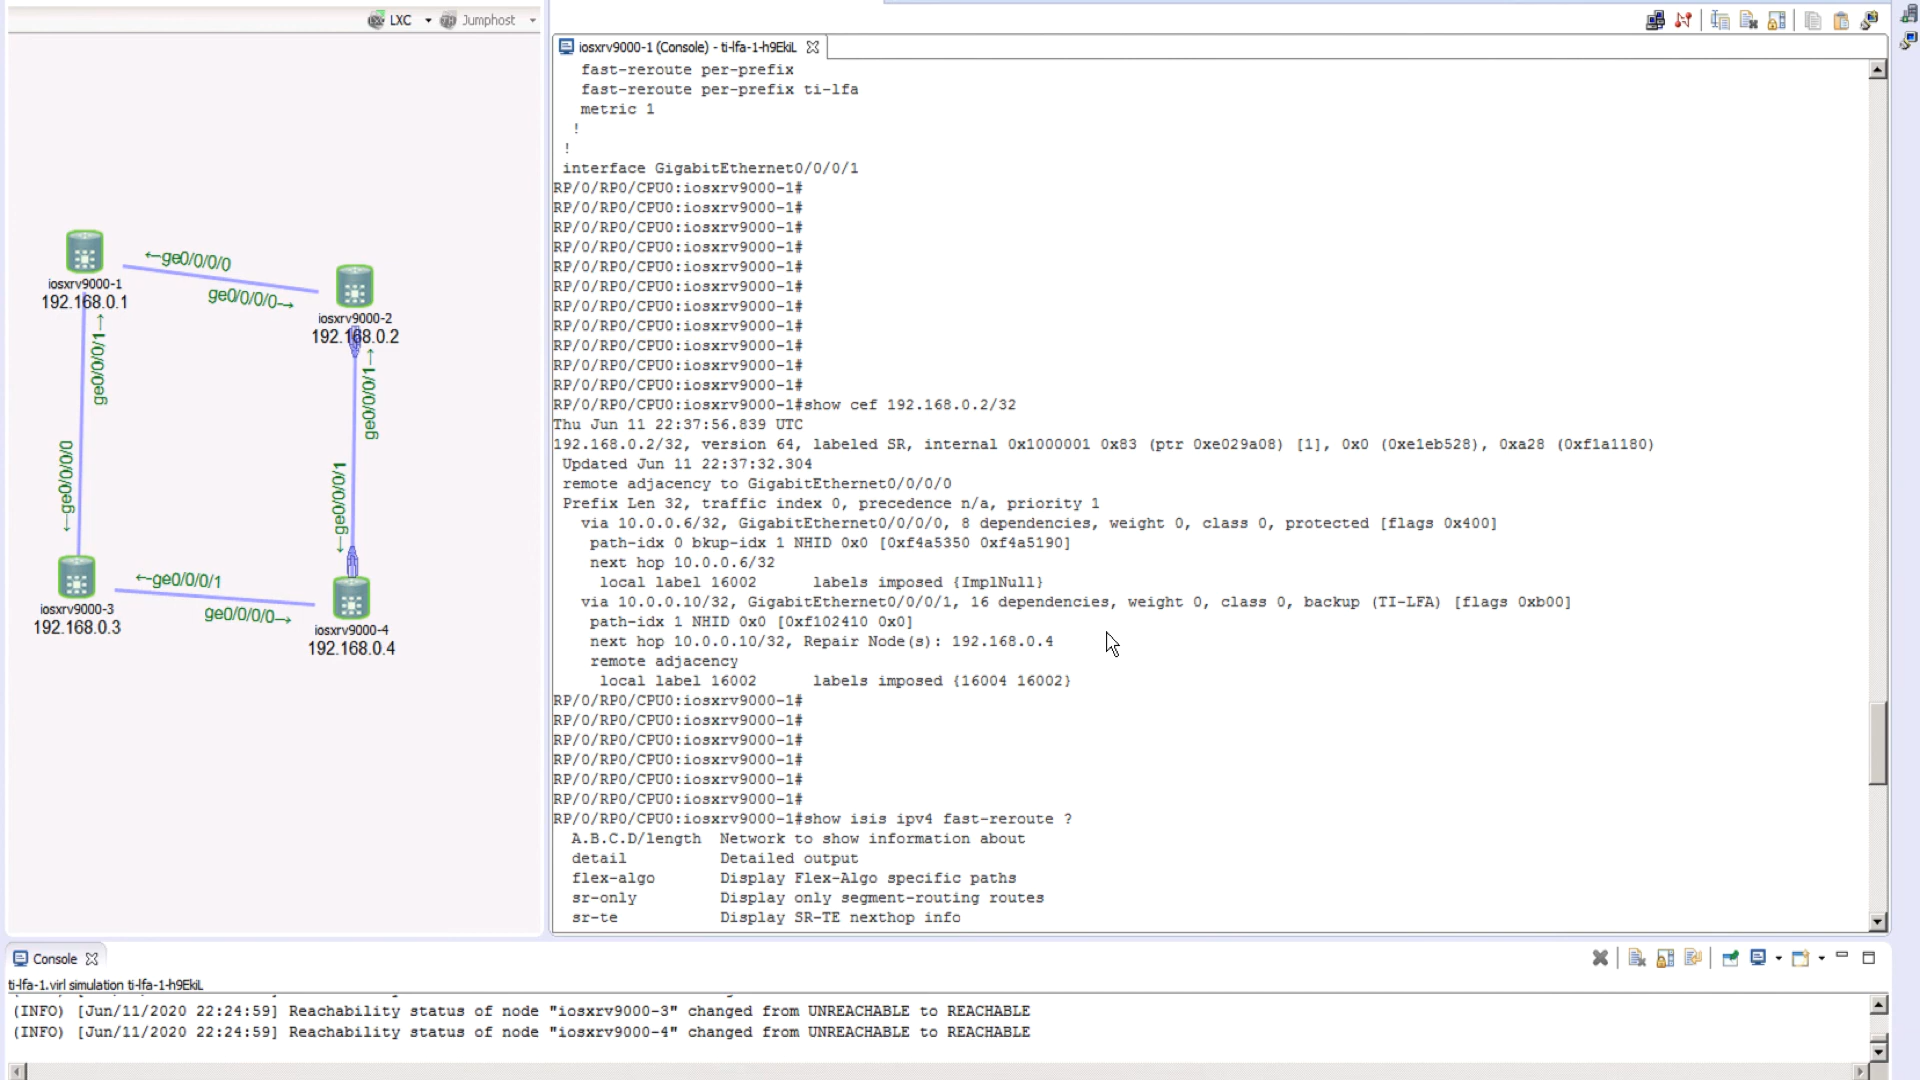 LXC
Jumphost
iosxrv9000-1 (Console) - ti-lfa-1-h9EkiL
fast-reroute per-prefix
fast-reroute per-prefix ti-lfa
metric 1
!
!
interface GigabitEthernet0/0/0/1
RP/0/RP0/CPU0:iosxrv9000-1#
RP/0/RP0/CPU0:iosxrv9000-1#
RP/0/RP0/CPU0:iosxrv9000-1#
RP/0/RP0/CPU0:iosxrv9000-1#
RP/0/RP0/CPU0:iosxrv9000-1#
RP/0/RP0/CPU0:iosxrv9000-1#
RP/0/RP0/CPU0:iosxrv9000-1#
RP/0/RP0/CPU0:iosxrv9000-1#
RP/0/RP0/CPU0:iosxrv9000-1#
RP/0/RP0/CPU0:iosxrv9000-1#
RP/0/RP0/CPU0:iosxrv9000-1#
RP/0/RP0/CPU0:iosxrv9000-1#show cef 192.168.0.2/32
Thu Jun 11 22:37:56.839 UTC
192.168.0.2/32, version 64, labeled SR, internal 0x1000001 0x83 (ptr 0xe029a08) [1], 0x0 (0xe1eb528), 0xa28 (0xf1a1180)
Updated Jun 11 22:37:32.304
remote adjacency to GigabitEthernet0/0/0/0
Prefix Len 32, traffic index 0, precedence n/a, priority 1
via 10.0.0.6/32, GigabitEthernet0/0/0/0, 8 dependencies, weight 0, class 0, protected [flags 0x400]
path-idx 0 bkup-idx 1 NHID 0x0 [0xf4a5350 0xf4a5190]
next hop 10.0.0.6/32
local label 16002 labels imposed {ImplNull}
via 10.0.0.10/32, GigabitEthernet0/0/0/1, 16 dependencies, weight 0, class 0, backup (TI-LFA) [flags 0xb00]
path-idx 1 NHID 0x0 [0xf102410 0x0]
next hop 10.0.0.10/32, Repair Node(s): 192.168.0.4
remote adjacency
local label 16002 labels imposed {16004 16002}
RP/0/RP0/CPU0:iosxrv9000-1#
RP/0/RP0/CPU0:iosxrv9000-1#
RP/0/RP0/CPU0:iosxrv9000-1#
RP/0/RP0/CPU0:iosxrv9000-1#
RP/0/RP0/CPU0:iosxrv9000-1#
RP/0/RP0/CPU0:iosxrv9000-1#
RP/0/RP0/CPU0:iosxrv9000-1#show isis ipv4 fast-reroute ?
A.B.C.D/length Network to show information about
detail Detailed output
flex-algo Display Flex-Algo specific paths
sr-only Display only segment-routing routes
sr-te Display SR-TE nexthop info
←ge0/0/0/0
ge0/0/0/0→
iosxrv9000-1
192.168.0.1
iosxrv9000-2
192.168.0.2
ge0/0/0/1→
ge0/0/0/1→
←ge0/0/0/0
←ge0/0/0/1
←ge0/0/0/1
ge0/0/0/0→
iosxrv9000-3
192.168.0.3
iosxrv9000-4
192.168.0.4
Console
ti-lfa-1.virl simulation ti-lfa-1-h9EkiL
(INFO) [Jun/11/2020 22:24:59] Reachability status of node "iosxrv9000-3" changed from UNREACHABLE to REACHABLE
(INFO) [Jun/11/2020 22:24:59] Reachability status of node "iosxrv9000-4" changed from UNREACHABLE to REACHABLE